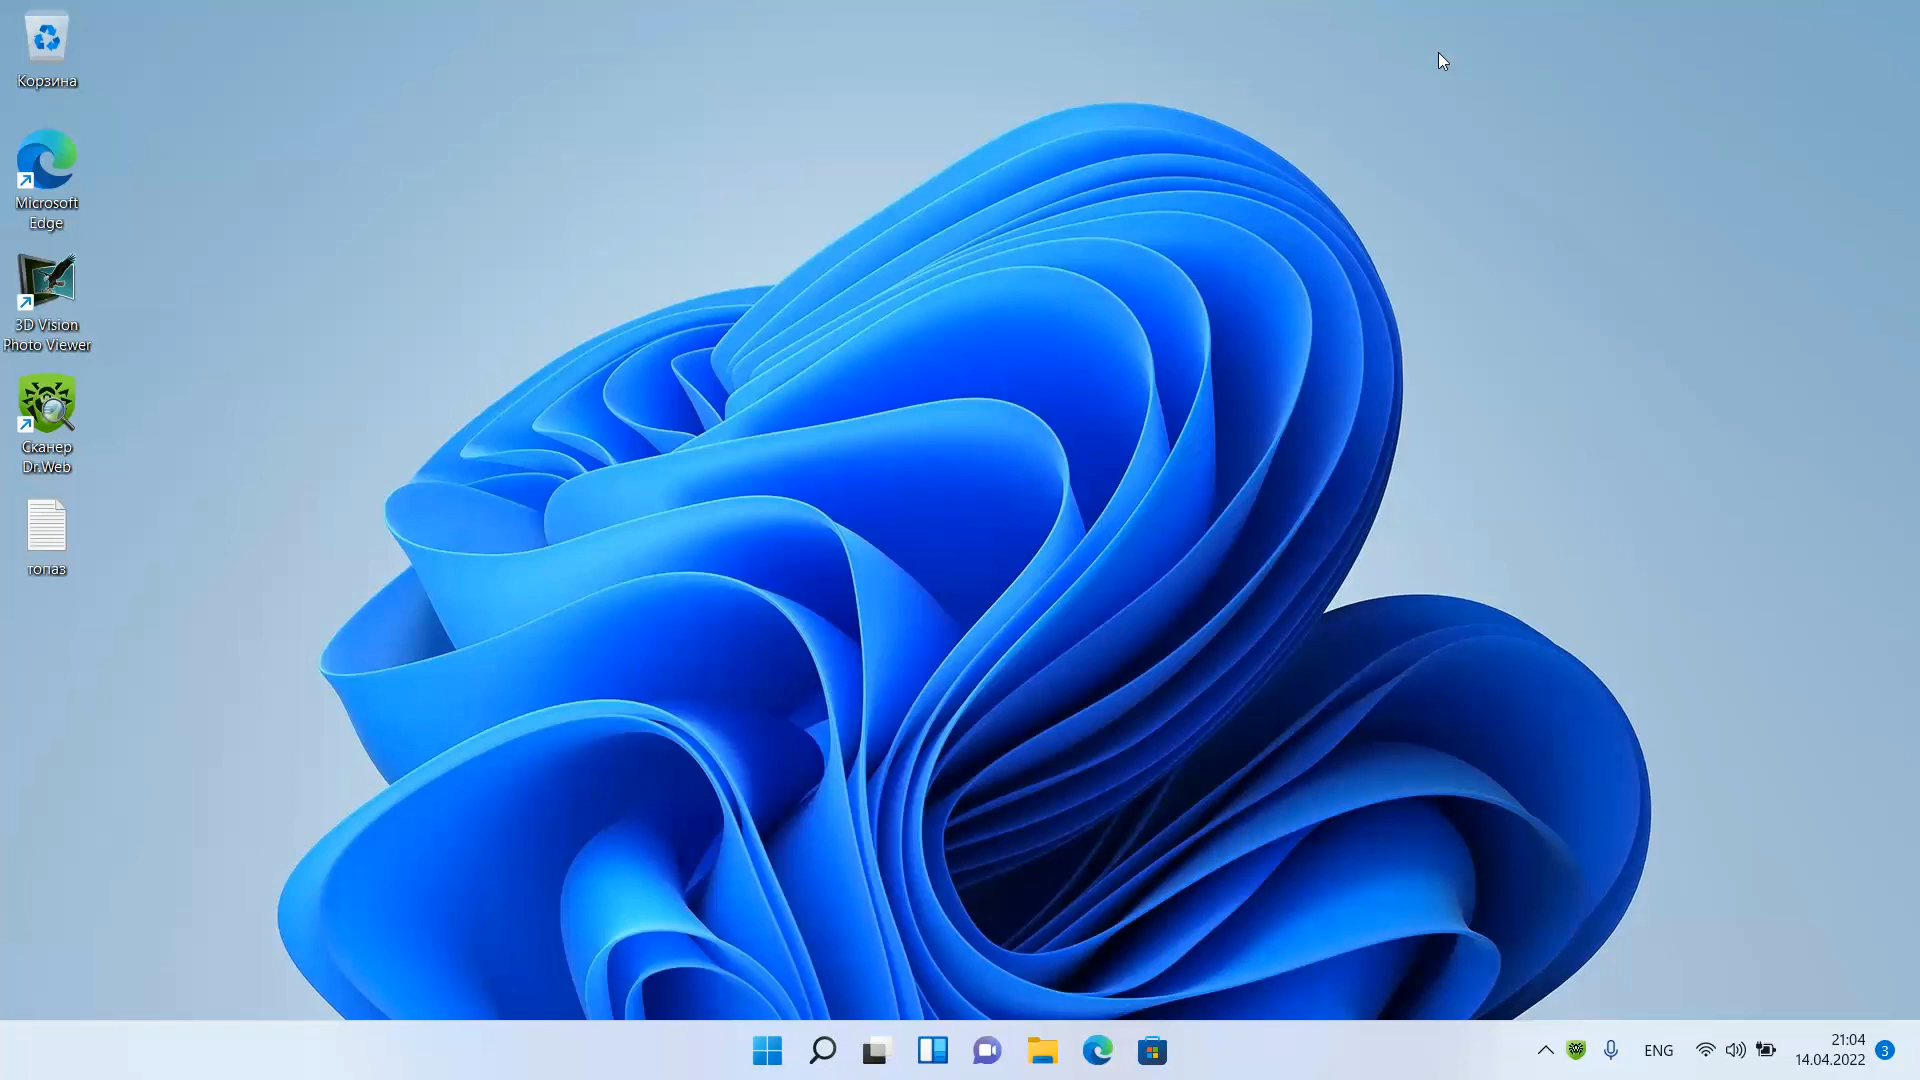 Корзина
Microsoft
Edge
3D Vision
Photo Viewer
Сканер
Dr.Web
топаз
ENG
21:04
14.04.2022
3